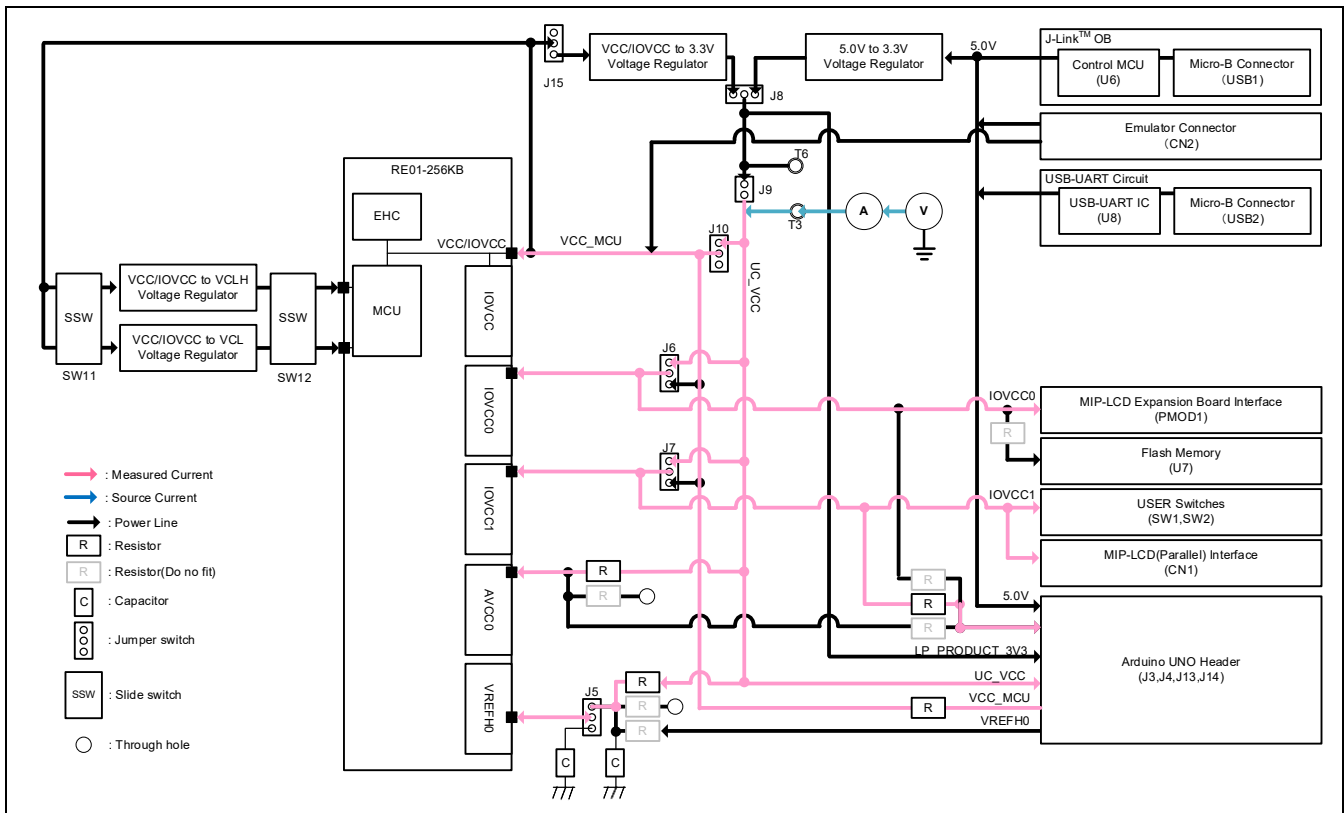 J15
VCC/IOVCC to 3.3V
Voltage Regulator
5.0V to 3.3V
Voltage Regulator
5.0V
J-Link™ OB
Control MCU
(U6)
Micro-B Connector
(USB1)
J8
Emulator Connector
(CN2)
T6
RE01-256KB
USB-UART Circuit
USB-UART IC
(U8)
Micro-B Connector
(USB2)
J9
EHC
A
V
T3
J10
VCC/IOVCC
VCC_MCU
UC_VCC
SSW
VCC/IOVCC to VCLH
Voltage Regulator
SSW
MCU
IOVCC
VCC/IOVCC to VCL
Voltage Regulator
SW11
SW12
J6
IOVCC0
IOVCC0
MIP-LCD Expansion Board Interface
(PMOD1)
R
Flash Memory
(U7)
J7
IOVCC1
IOVCC1
USER Switches
(SW1,SW2)
MIP-LCD(Parallel) Interface
(CN1)
: Measured Current
: Source Current
: Power Line
R
: Resistor
R
: Resistor(Do no fit)
C
: Capacitor
: Jumper switch
SSW
: Slide switch
: Through hole
AVCC0
R
R
R
R
R
5.0V
LP_PRODUCT_3V3
Arduino UNO Header
(J3,J4,J13,J14)
UC_VCC
VCC_MCU
R
VREFH0
VREFH0
J5
R
R
R
C
C